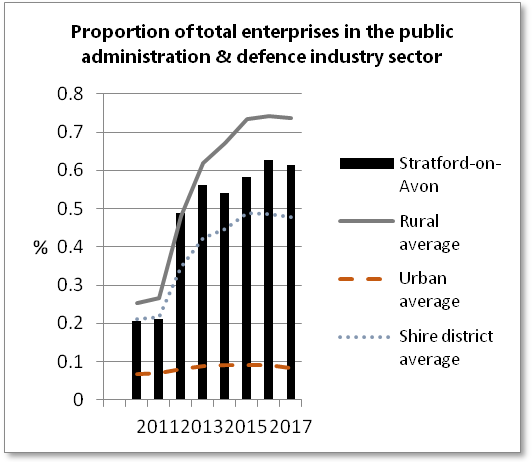 Proportion of total enterprises in the public
administration & defence industry sector
0.8
0.7
0.6
0.5
0.4
0.3
0.2
0.1
0
%
2011 2013 2015 2017
Stratford-on-
Avon
Rural
average
Urban
average
Shire district
average